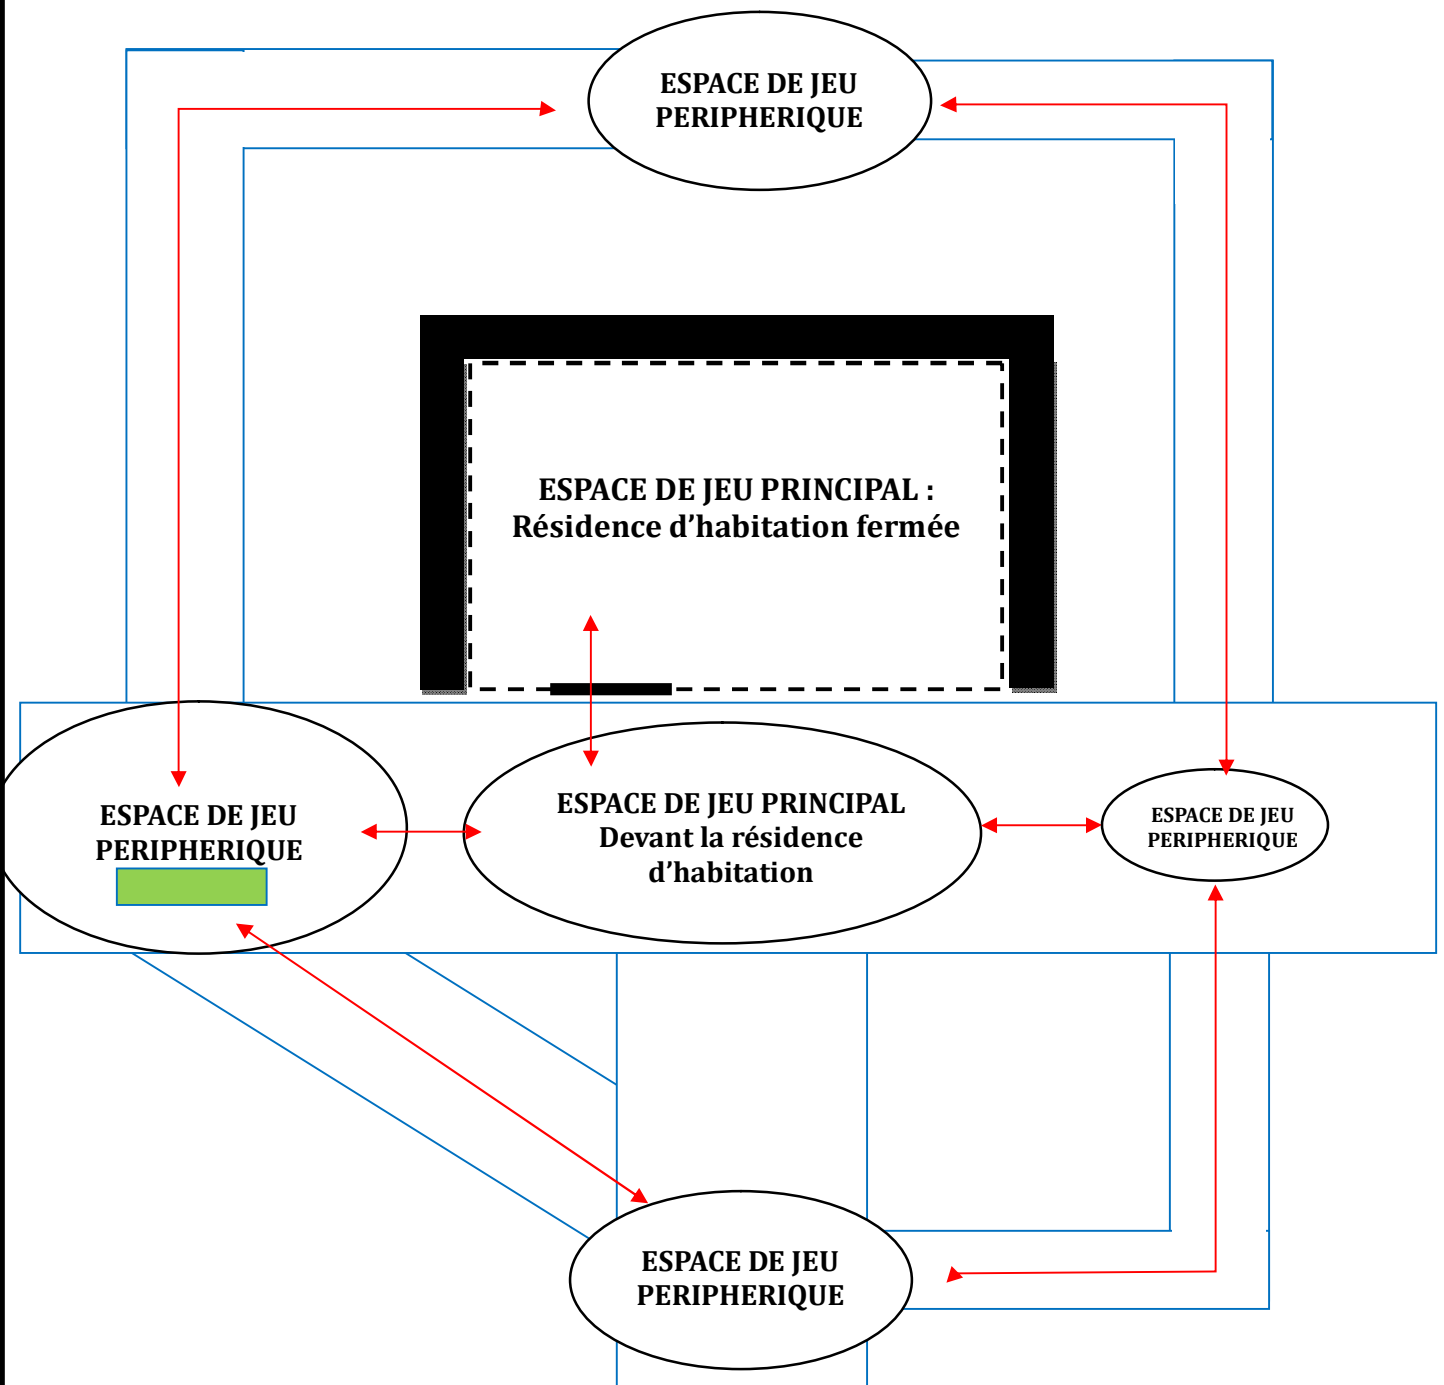 ESPACE DE JEU
PERIPHERIQUE
ESPACE DE JEU PRINCIPAL :
Résidence d’habitation fermée
ESPACE DE JEU
PERIPHERIQUE
ESPACE DE JEU PRINCIPAL
Devant la résidence
d’habitation
ESPACE DE JEU
PERIPHERIQUE
ESPACE DE JEU
PERIPHERIQUE